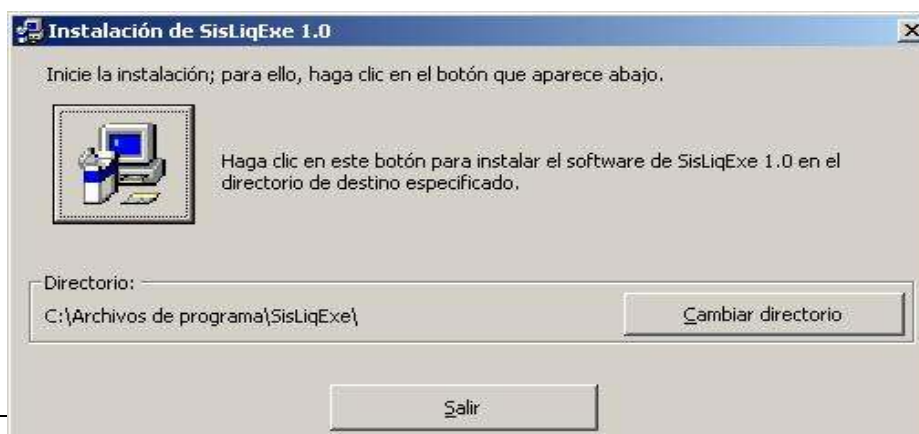 Instalación de SisLiqExe 1.0
Inicie la instalación; para ello, haga clic en el botón que aparece abajo.
Haga clic en este botón para instalar el software de SisLiqExe 1.0 en el
directorio de destino especificado.
Directorio:
C:\Archivos de programa\SisLiqExe\
Cambiar directorio
Salir